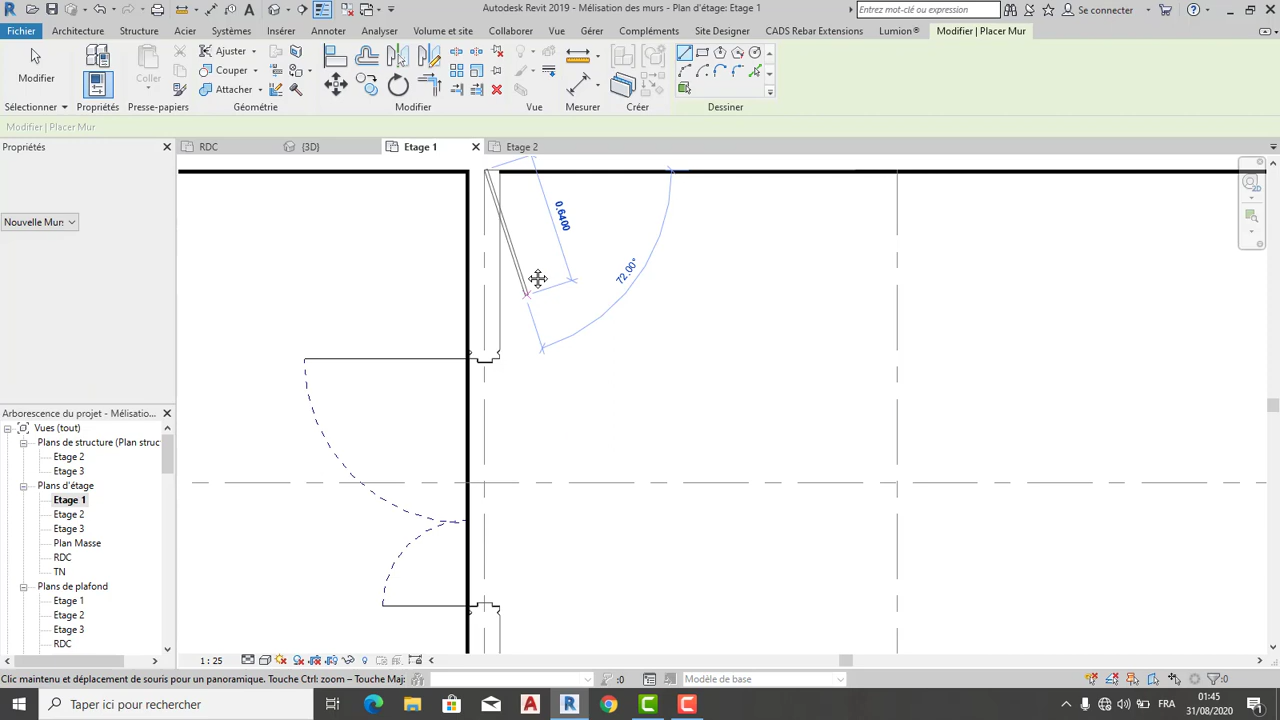 Autodesk Revit 2019 - Mélisation des murs - Plan d'étage: Etage 1
Entrez mot-clé ou expression
Se connecter
Fichier Architecture Structure Acier Systèmes Insérer Annoter Analyser Volume et site Collaborer Vue Gérer Compléments Site Designer CADS Rebar Extensions Lumion® Modifier | Placer Mur
Modifier
Coller
Ajuster
Couper
Attacher
Sélectionner Propriétés Presse-papiers Géométrie Modifier Vue Mesurer Créer Dessiner
Modifier | Placer Mur
Propriétés
RDC {3D} Etage 1 Etage 2
Nouvelle Mur:
0.6400
72.00°
Arborescence du projet - Mélisatio...
Vues (tout)
Plans de structure (Plan struc
Etage 2
Etage 3
Plans d'étage
Etage 1
Etage 2
Etage 3
Plan Masse
RDC
TN
Plans de plafond
Etage 1
Etage 2
Etage 3
RDC
1 : 25
Clic maintenu et déplacement de souris pour un panoramique. Touche Ctrl: zoom – Touche Maj:
:0
Modèle de base
:0
Taper ici pour rechercher
FRA
01:45
31/08/2020